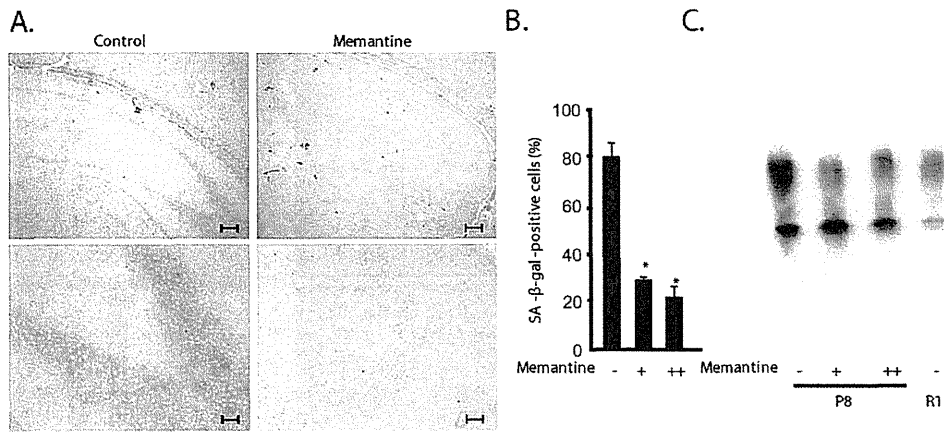 A.
Control
Memantine
B.
SA -β-gal-positive cells (%)
100
80
60
40
20
0
Memantine - + ++
*
*
C.
Memantine - + ++ -
P8 R1